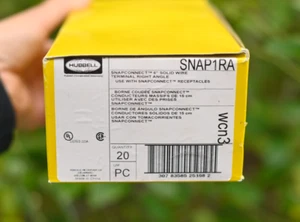 HUBBELL
SNAP1RA
SNAPCONNECT™ 6" SOLID WIRE
TERMINAL RIGHT ANGLE
USE WITH SNAPCONNECT™ RECEPTACLES
BORNE COUDÉE SNAPCONNECT™
CONDUCTEURS MASSIFS DE 15 cm
UTILISER AVEC DES PRISES
SNAPCONNECT™
BORNE DE ÁNGULO SNAPCONNECT™
CONDUCTORES SÓLIDOS DE 15 cm
USAR CON TOMACORRIENTES
SNAPCONNECT™
wcn3
QUANTITY
20
PC